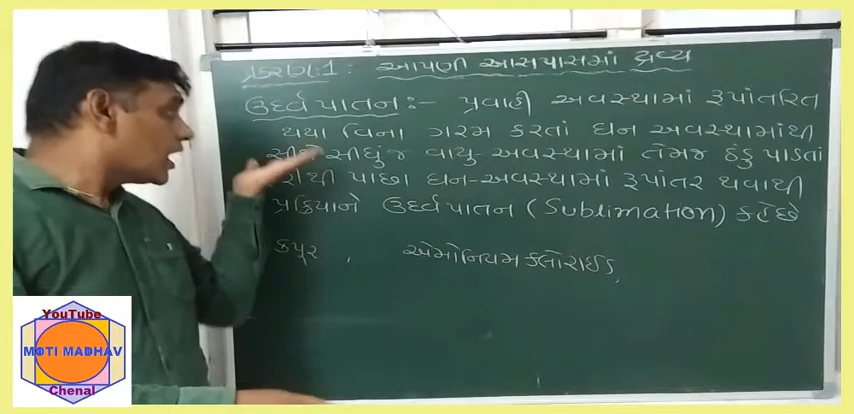 પ્રકરણ:1 : આપણી આસપાસમાં દ્રવ્ય
ઉર્ધ્વપાતન :- પ્રવાહી અવસ્થામાં રૂપાંતરિત
થયા વિના ગરમ કરતાં ઘન અવસ્થામાંથી
સીધુંજ વાયુ-અવસ્થામાં તેમજ ઠંડુ પાડતાં
પાછા ઘન-અવસ્થામાં રૂપાંતર થવાથી
પ્રક્રિયાને ઉર્ધ્વપાતન (Sublimation) કહેછે
કપૂર , એમોનિયમ ક્લોરાઈડ,
YouTube
MOTI MADHAV
Chenal